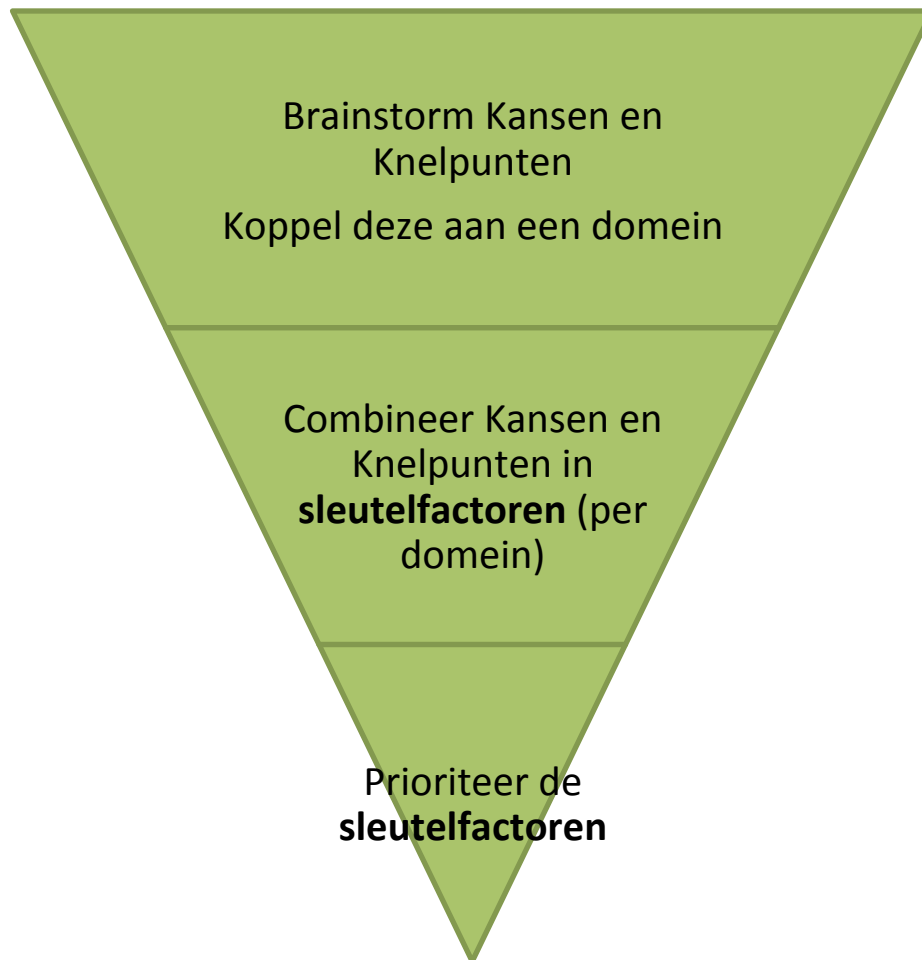 Brainstorm Kansen en
Knelpunten
Koppel deze aan een domein
Combineer Kansen en
Knelpunten in
sleutelfactoren (per
domein)
Prioriteer de
sleutelfactoren